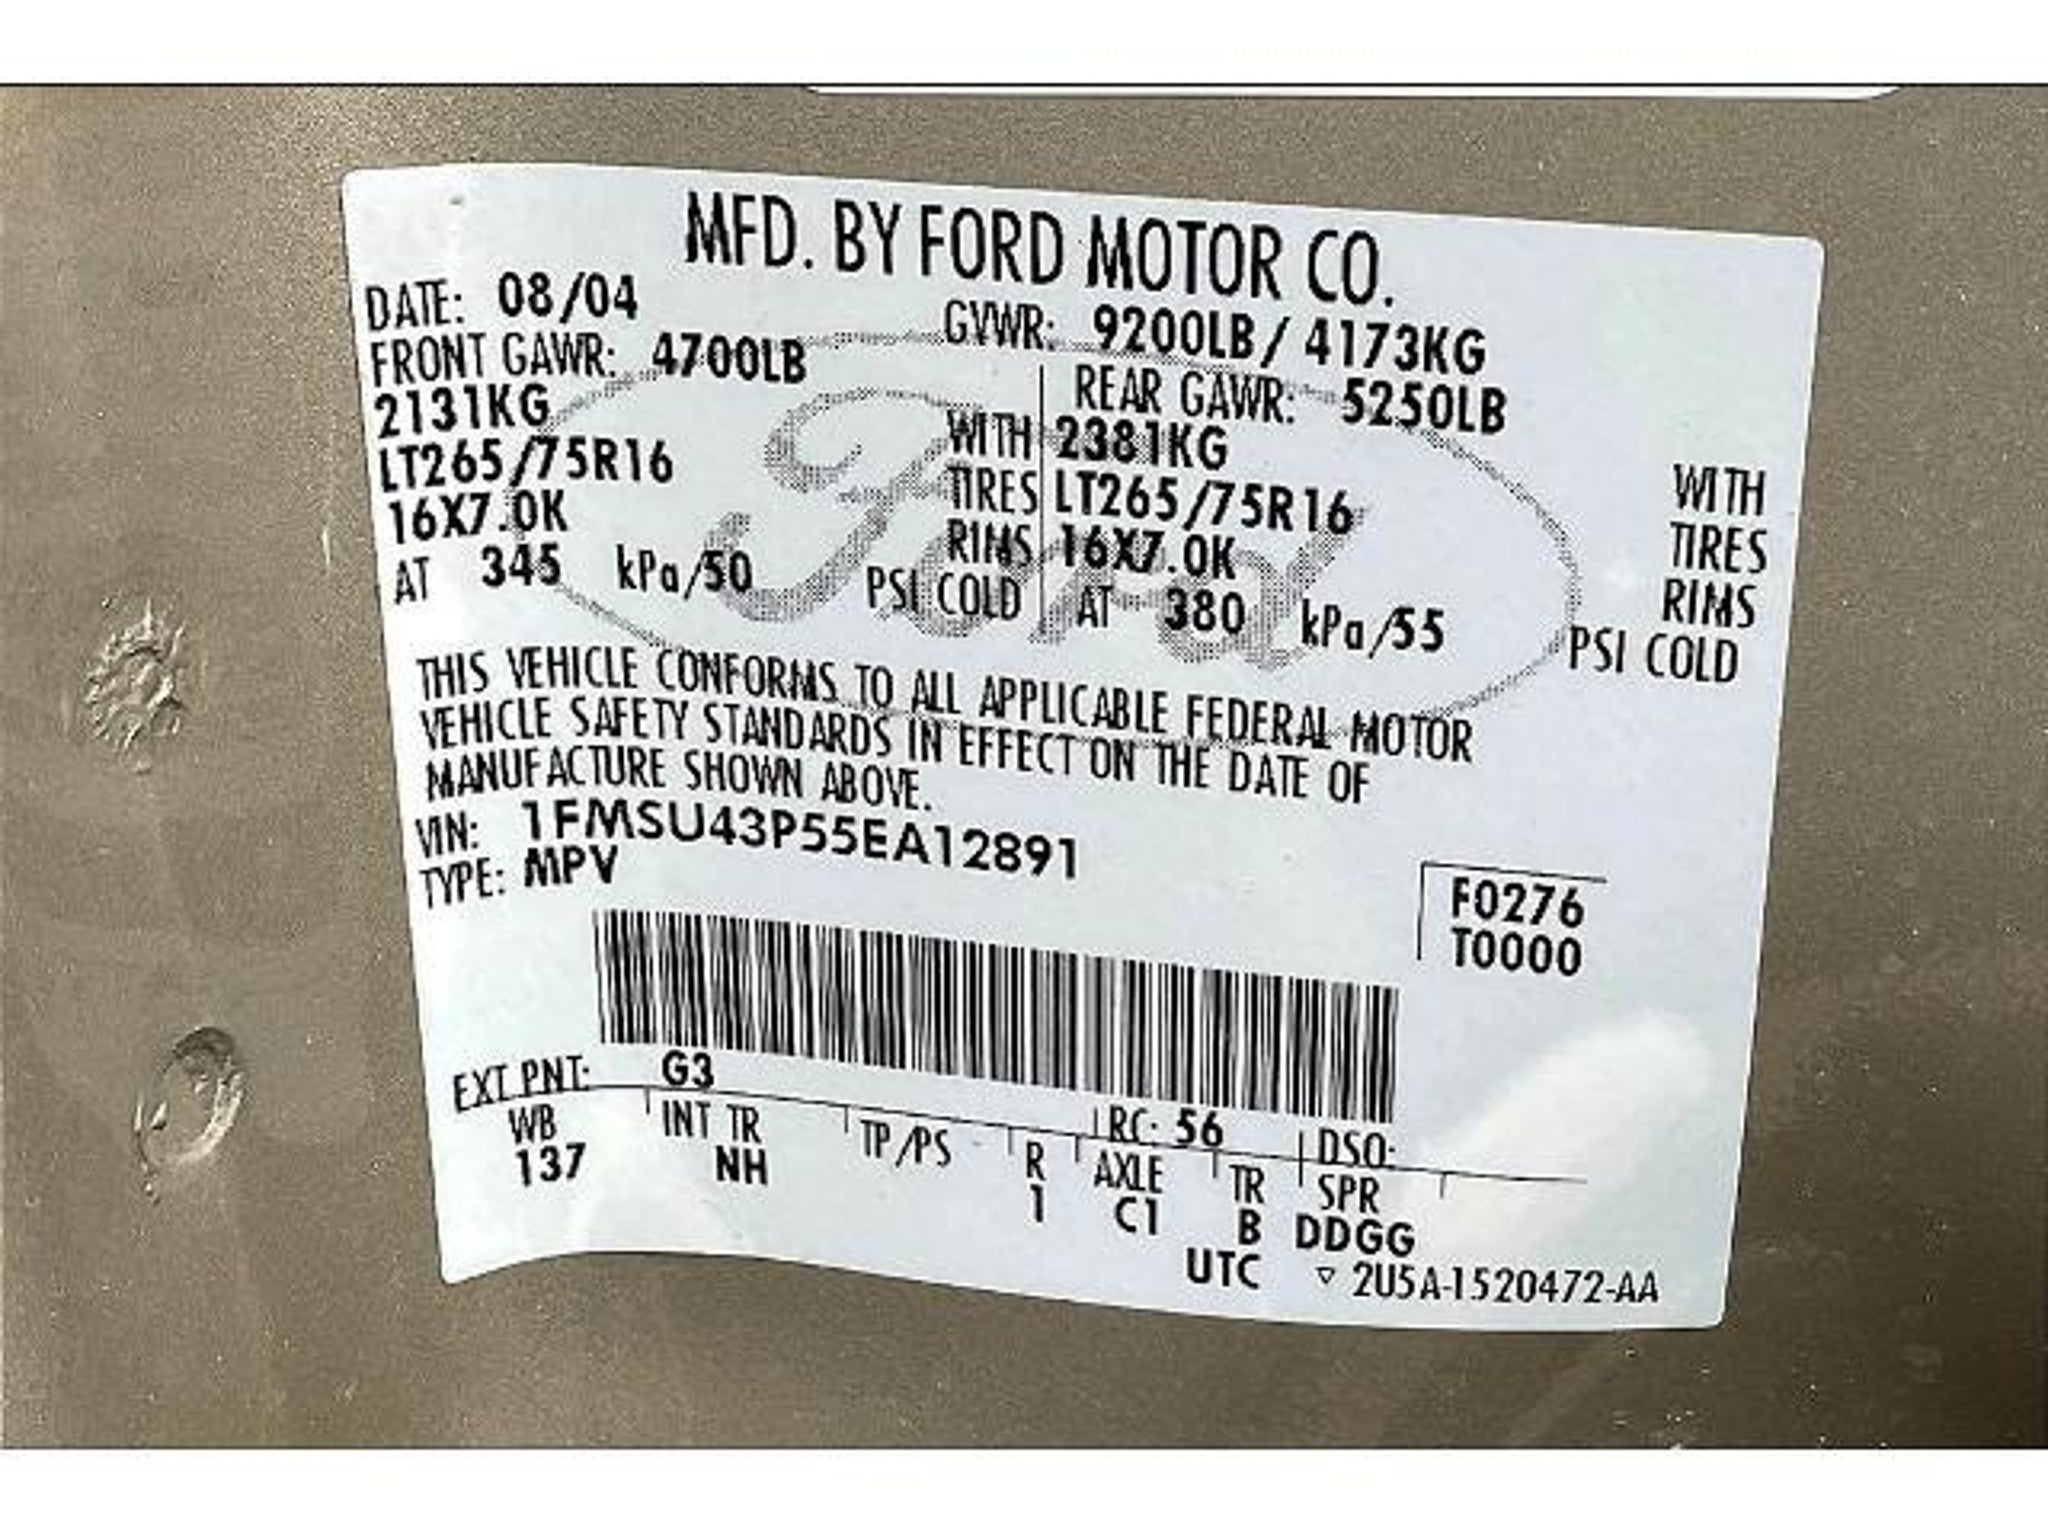 MFD. BY FORD MOTOR CO.
DATE: 08/04 GVWR: 9200LB / 4173KG
FRONT GAWR: 4700LB REAR GAWR: 5250LB
2131KG WITH 2381KG WITH
LT265/75R16 TIRES LT265/75R16 TIRES
16X7.0K RIMS 16X7.0K RIMS
AT 345 kPa/50 PSI COLD AT 380 kPa/55 PSI COLD
Ford
THIS VEHICLE CONFORMS TO ALL APPLICABLE FEDERAL MOTOR
VEHICLE SAFETY STANDARDS IN EFFECT ON THE DATE OF
MANUFACTURE SHOWN ABOVE.
VIN: 1FMSU43P55EA12891
TYPE: MPV
F0276
T0000
EXT PNT: G3 RC: 56 DSO:
WB INT TR TP/PS R AXLE TR SPR
137 NH 1 C1 B DDGG
UTC ▽ 2U5A-1520472-AA